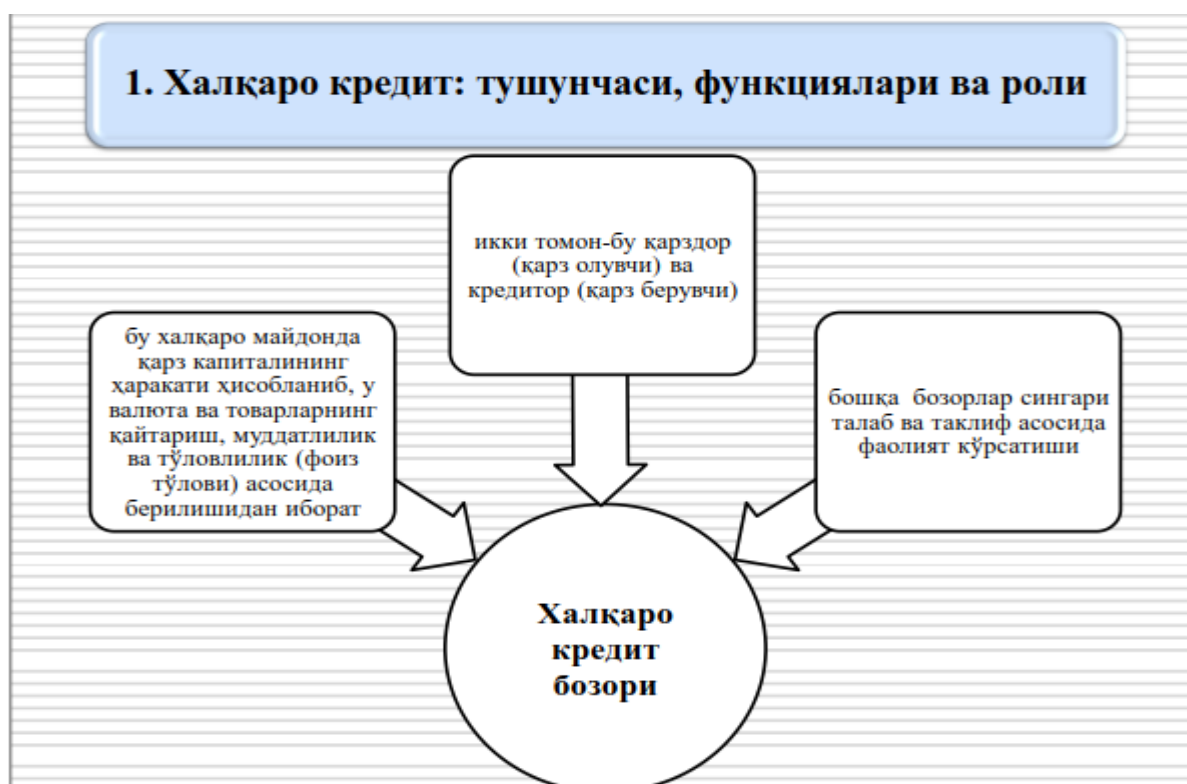 1. Халқаро кредит: тушунчаси, функциялари ва роли
икки томон-бу қарздор
(қарз олувчи) ва
кредитор (қарз берувчи)
бу халқаро майдонда
қарз капиталининг
ҳаракати ҳисобланиб, у
валюта ва товарларнинг
қайтариш, муддатлилик
ва тўловлилик (фоиз
тўлови) асосида
берилишидан иборат
бошқа бозорлар сингари
талаб ва таклиф асосида
фаолият кўрсатиши
Халқаро
кредит
бозори